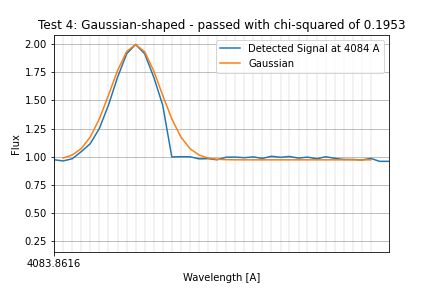 Test 4: Gaussian-shaped - passed with chi-squared of 0.1953
2.00
1.75
1.50
1.25
1.00
0.75
0.50
0.25
Flux
Detected Signal at 4084 A
Gaussian
4083.8616
Wavelength [A]